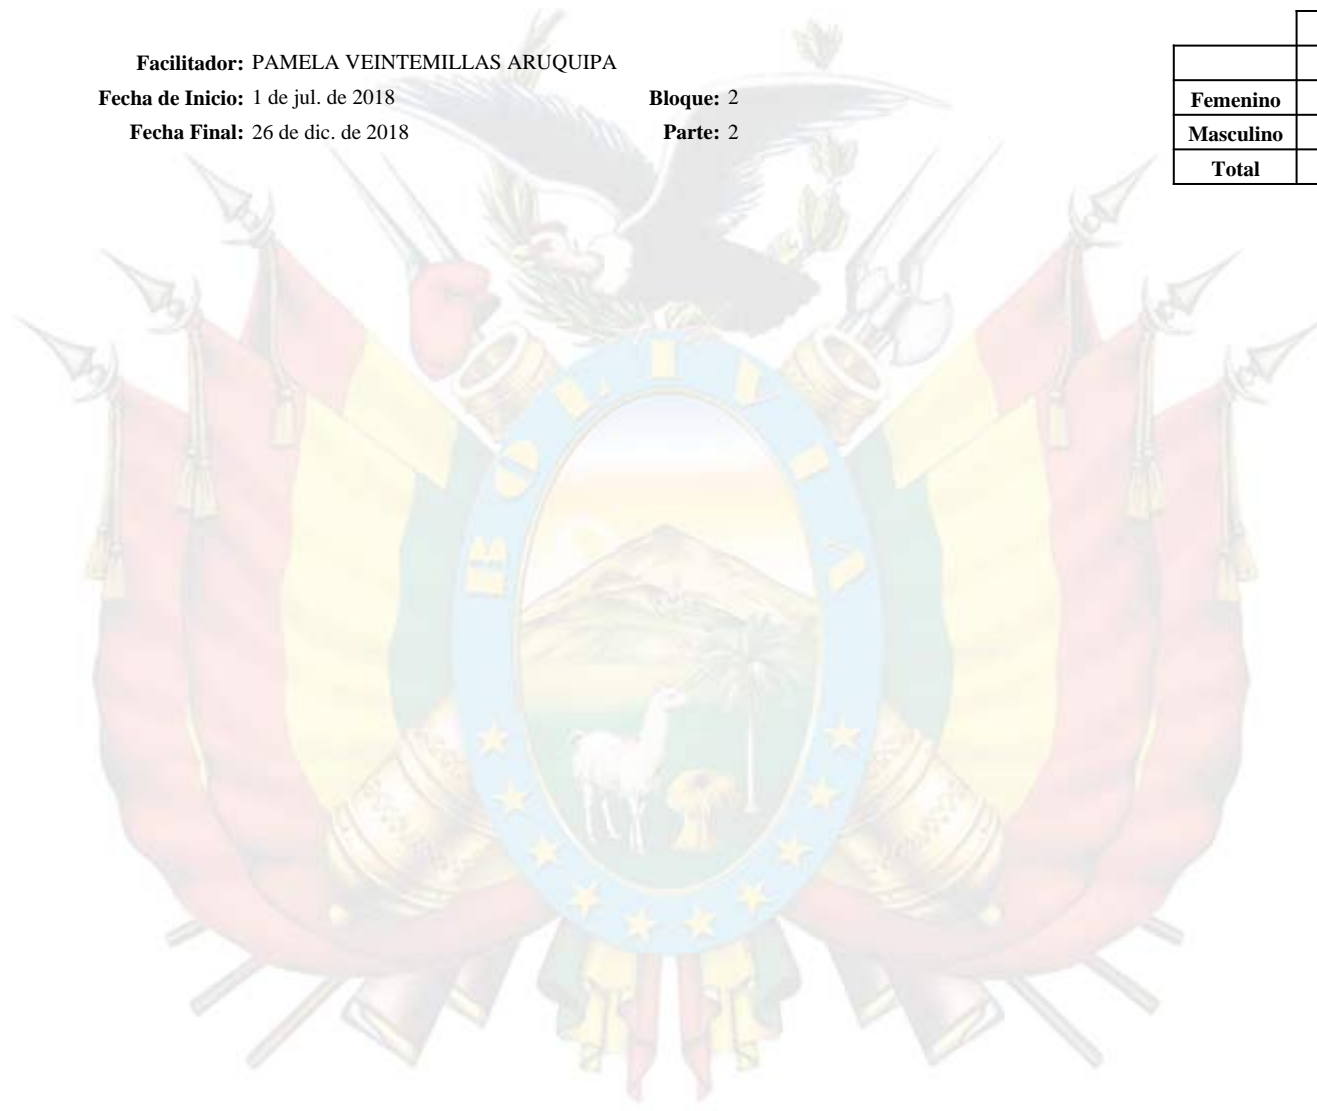 Facilitador: PAMELA VEINTEMILLAS ARUQUIPA
Fecha de Inicio: 1 de jul. de 2018 Bloque: 2
Fecha Final: 26 de dic. de 2018 Parte: 2
Femenino
Masculino
Total
BOLIVIA